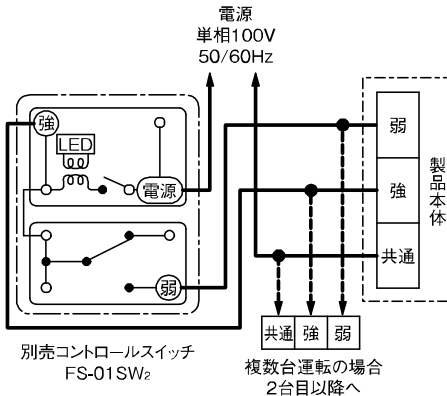 電源
単相100V
50/60Hz
強
LED
電源
弱
弱
強
共通
製品本体
共通 強 弱
別売コントロールスイッチ
FS-01SW₂
複数台運転の場合
2台目以降へ